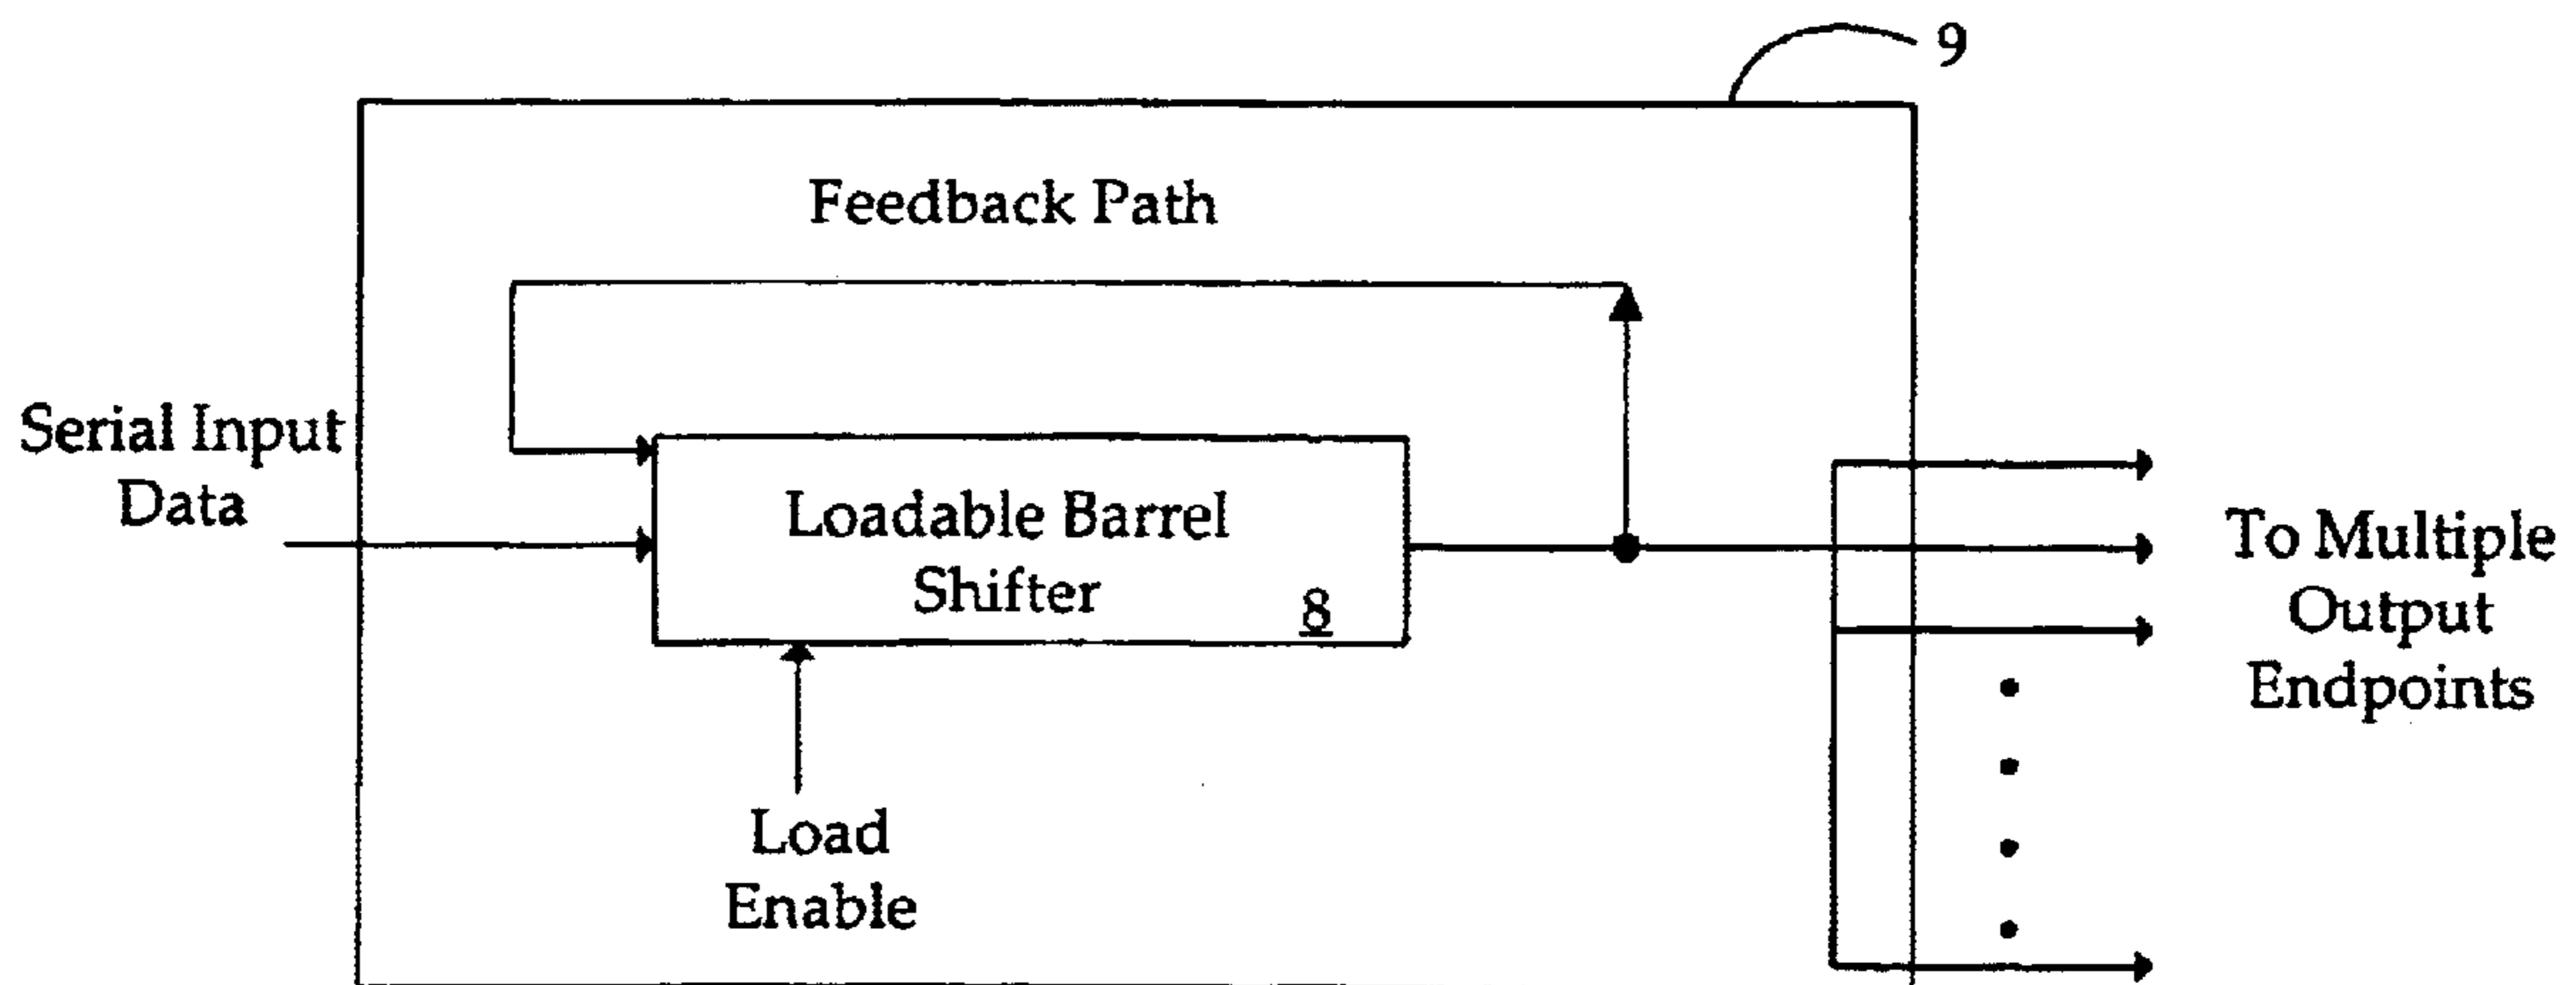 9
Feedback Path
Serial Input
Data
Loadable Barrel
Shifter
8
Load
Enable
To Multiple
Output
Endpoints